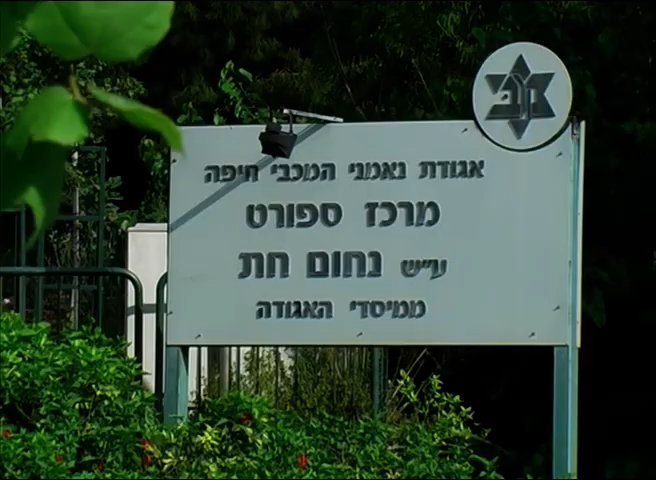 אגודת נאמני המכבי חיפה
מרכז ספורט
ע״ש נחום חת
ממיסדי האגודה